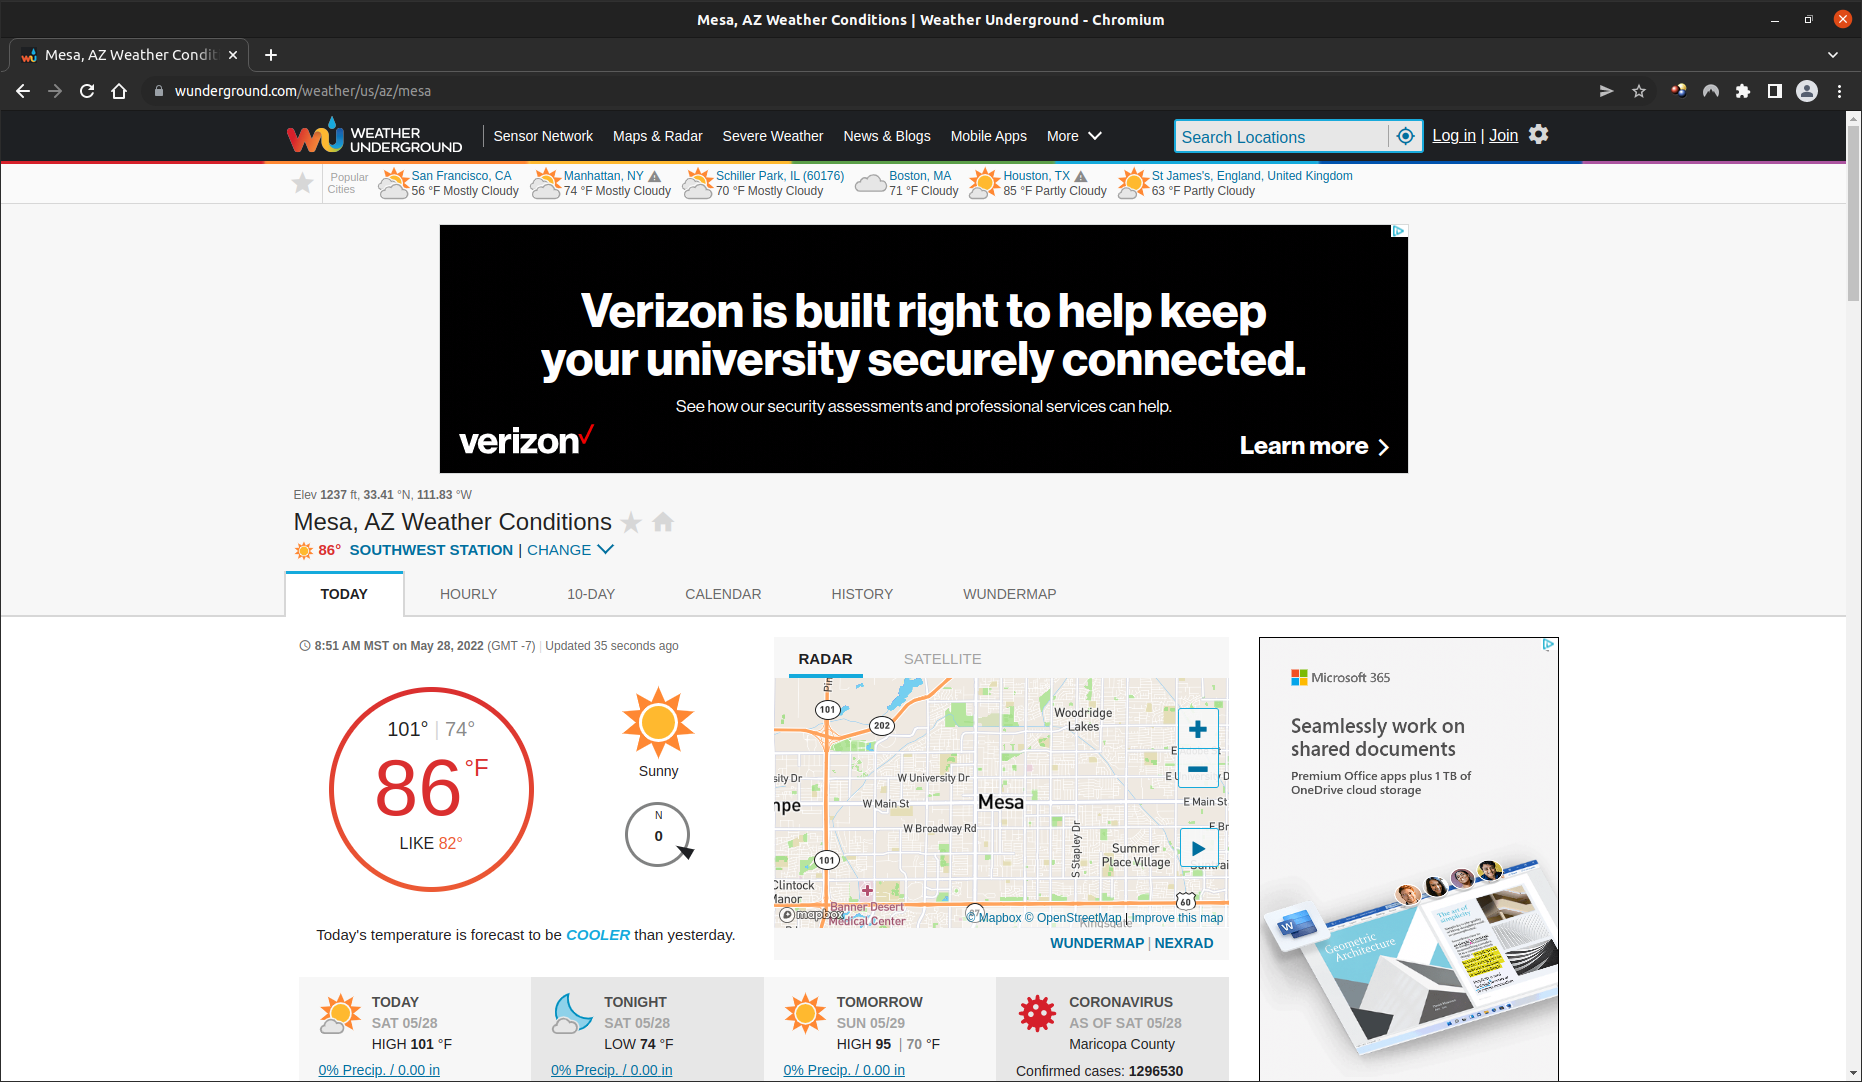 Mesa, AZ Weather Conditions | Weather Underground - Chromium
Mesa, AZ Weather Condit
wunderground.com/weather/us/az/mesa
WEATHER UNDERGROUND
Sensor Network Maps & Radar Severe Weather News & Blogs Mobile Apps More
Search Locations
Log in | Join
Popular Cities
San Francisco, CA
56 °F Mostly Cloudy
Manhattan, NY
74 °F Mostly Cloudy
Schiller Park, IL (60176)
70 °F Mostly Cloudy
Boston, MA
71 °F Cloudy
Houston, TX
85 °F Partly Cloudy
St James's, England, United Kingdom
63 °F Partly Cloudy
Verizon is built right to help keep
your university securely connected.
See how our security assessments and professional services can help.
verizon
Learn more
Elev 1237 ft, 33.41 °N, 111.83 °W
Mesa, AZ Weather Conditions
86° SOUTHWEST STATION | CHANGE
TODAY HOURLY 10-DAY CALENDAR HISTORY WUNDERMAP
8:51 AM MST on May 28, 2022 (GMT -7) | Updated 35 seconds ago
101° | 74°
86 °F
LIKE 82°
Sunny
N
0
Today's temperature is forecast to be COOLER than yesterday.
RADAR SATELLITE
101
202
Woodridge
Lakes
sity Dr
W University Dr
W Main St
Mesa
E Main St
npe
W Broadway Rd
E Br
S Stapley Dr
Summer
Place Village
101
Clintock
Manor
Banner Desert
Medical Center
60
mapbox
© Mapbox © OpenStreetMap | Improve this map
WUNDERMAP | NEXRAD
Microsoft 365
Seamlessly work on
shared documents
Premium Office apps plus 1 TB of
OneDrive cloud storage
W
Geometric
Architecture
The art of
simplicity
TODAY
SAT 05/28
HIGH 101 °F
0% Precip. / 0.00 in
TONIGHT
SAT 05/28
LOW 74 °F
0% Precip. / 0.00 in
TOMORROW
SUN 05/29
HIGH 95 | 70 °F
0% Precip. / 0.00 in
CORONAVIRUS
AS OF SAT 05/28
Maricopa County
Confirmed cases: 1296530